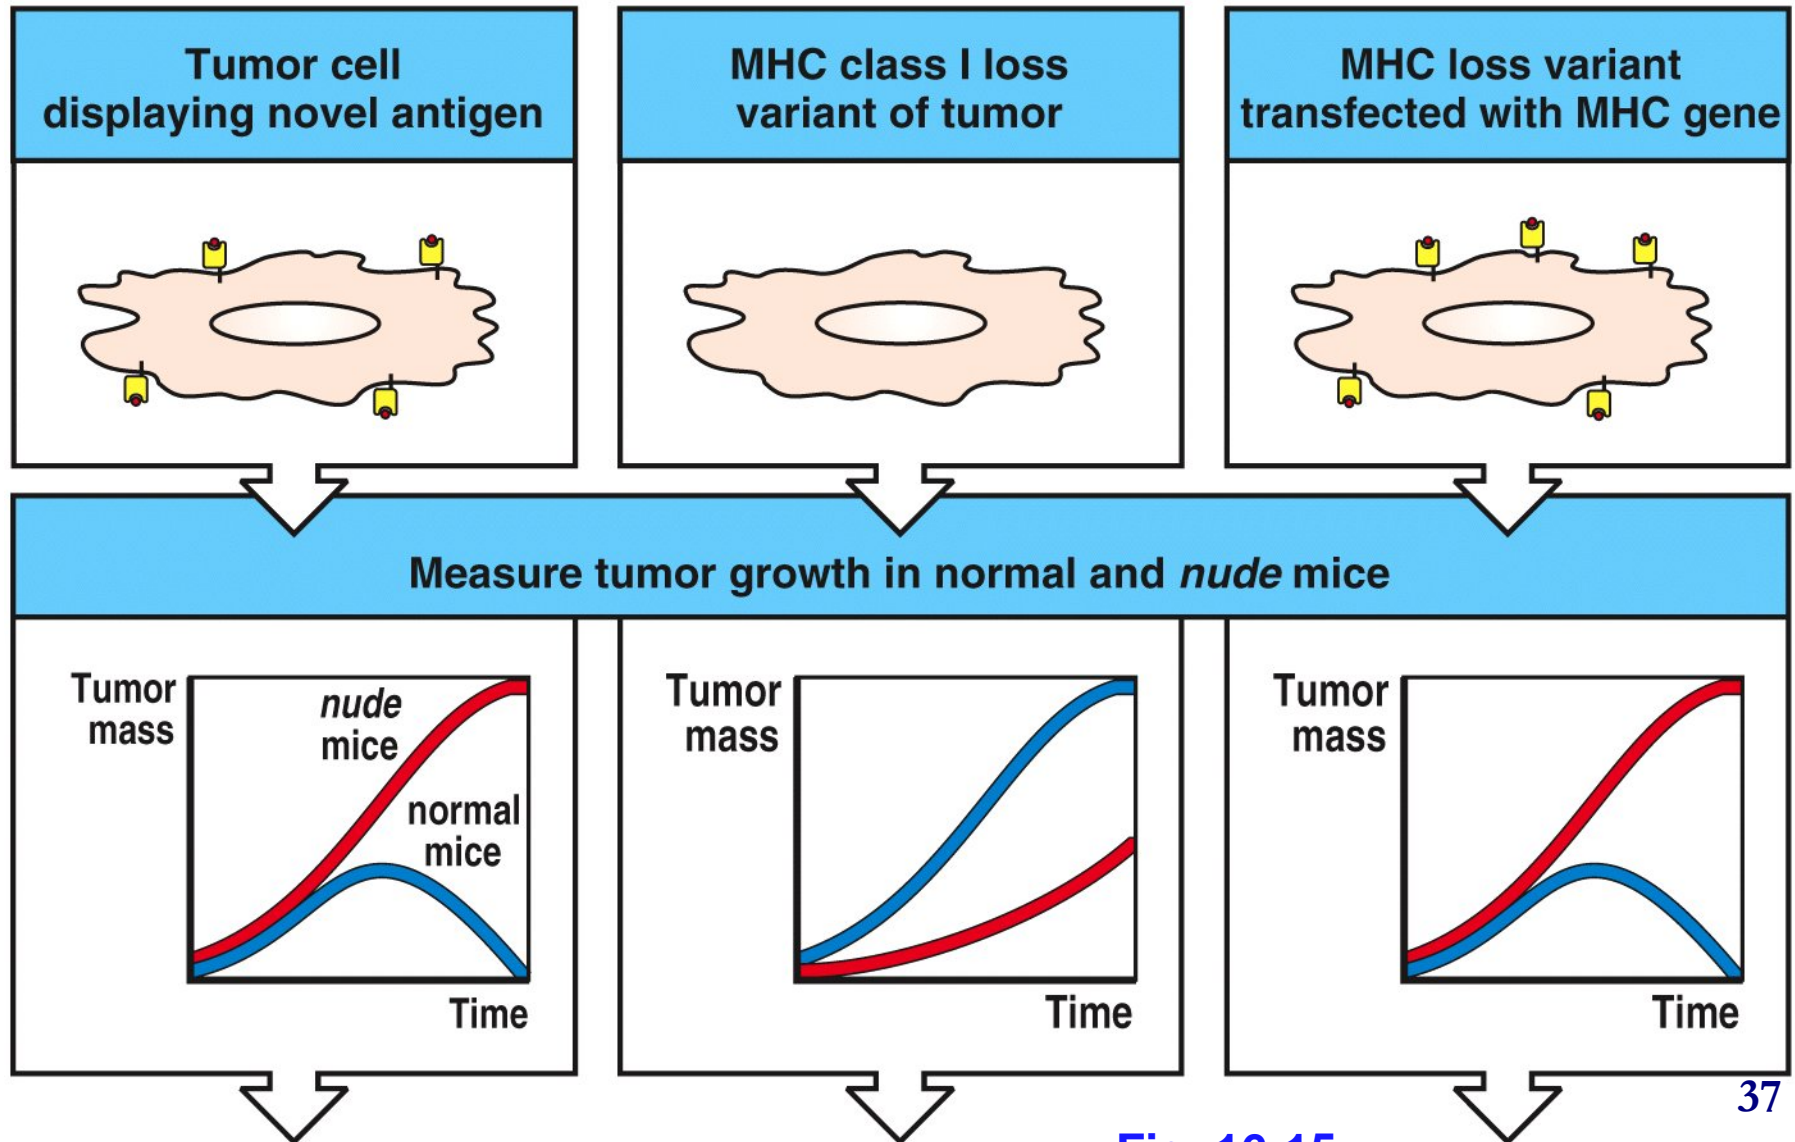 Tumor cell
displaying novel antigen
MHC class I loss
variant of tumor
MHC loss variant
transfected with MHC gene
Measure tumor growth in normal and nude mice
Tumor
mass
nude
mice
normal
mice
Time
Tumor
mass
Time
Tumor
mass
Time
37